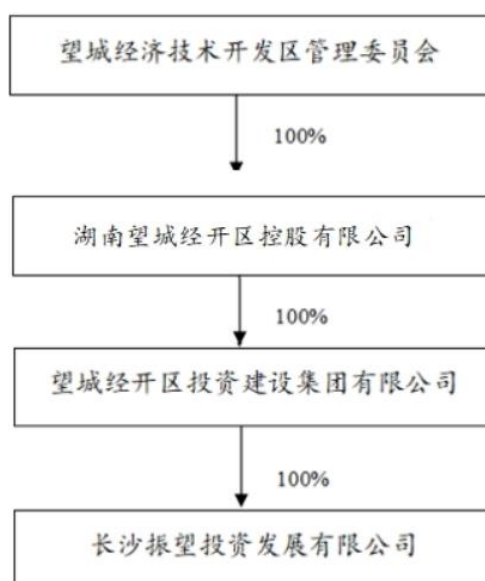 望城经济技术开发区管理委员会
100%
湖南望城经开区控股有限公司
100%
望城经开区投资建设集团有限公司
100%
长沙振望投资发展有限公司